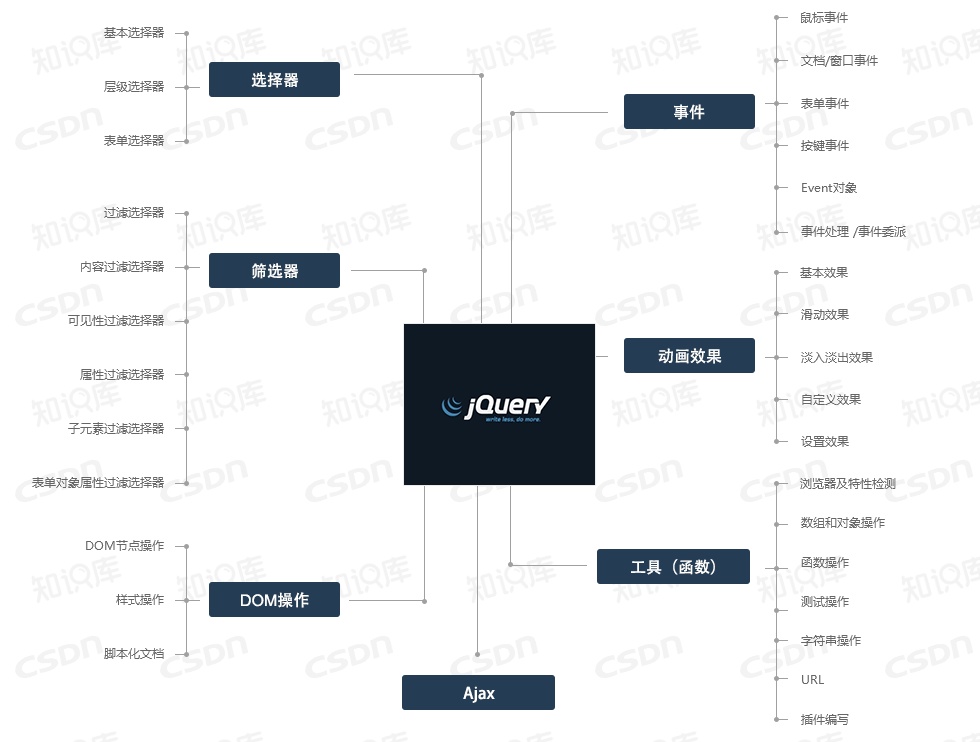 基本选择器
层级选择器
表单选择器
选择器
过滤选择器
内容过滤选择器
可见性过滤选择器
属性过滤选择器
子元素过滤选择器
表单对象属性过滤选择器
筛选器
DOM节点操作
样式操作
脚本化文档
DOM操作
jQuery
write less, do more.
Ajax
事件
鼠标事件
文档/窗口事件
表单事件
按键事件
Event对象
事件处理 /事件委派
动画效果
基本效果
滑动效果
淡入淡出效果
自定义效果
设置效果
工具（函数）
浏览器及特性检测
数组和对象操作
函数操作
测试操作
字符串操作
URL
插件编写
知识库
CSDN